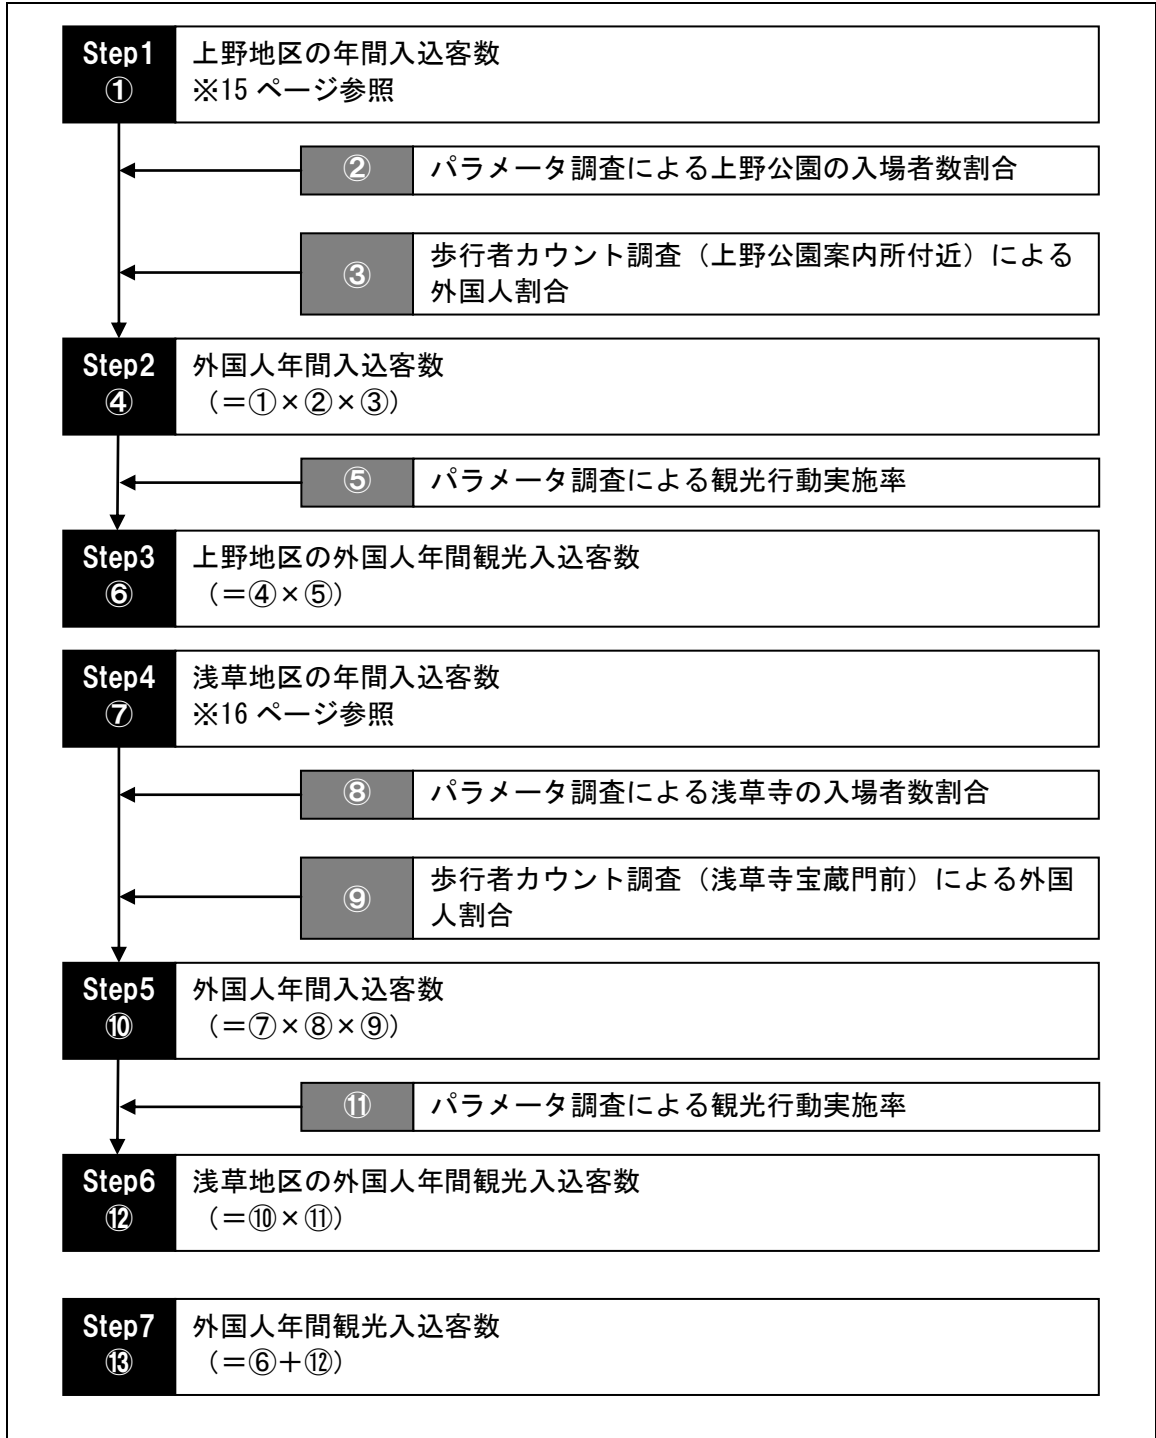 Step1
①
上野地区の年間入込客数
※15 ページ参照
②
パラメータ調査による上野公園の入場者数割合
③
歩行者カウント調査（上野公園案内所付近）による
外国人割合
Step2
④
外国人年間入込客数
（＝①×②×③）
⑤
パラメータ調査による観光行動実施率
Step3
⑥
上野地区の外国人年間観光入込客数
（＝④×⑤）
Step4
⑦
浅草地区の年間入込客数
※16 ページ参照
⑧
パラメータ調査による浅草寺の入場者数割合
⑨
歩行者カウント調査（浅草寺宝蔵門前）による外国
人割合
Step5
⑩
外国人年間入込客数
（＝⑦×⑧×⑨）
⑪
パラメータ調査による観光行動実施率
Step6
⑫
浅草地区の外国人年間観光入込客数
（＝⑩×⑪）
Step7
⑬
外国人年間観光入込客数
（＝⑥＋⑫）